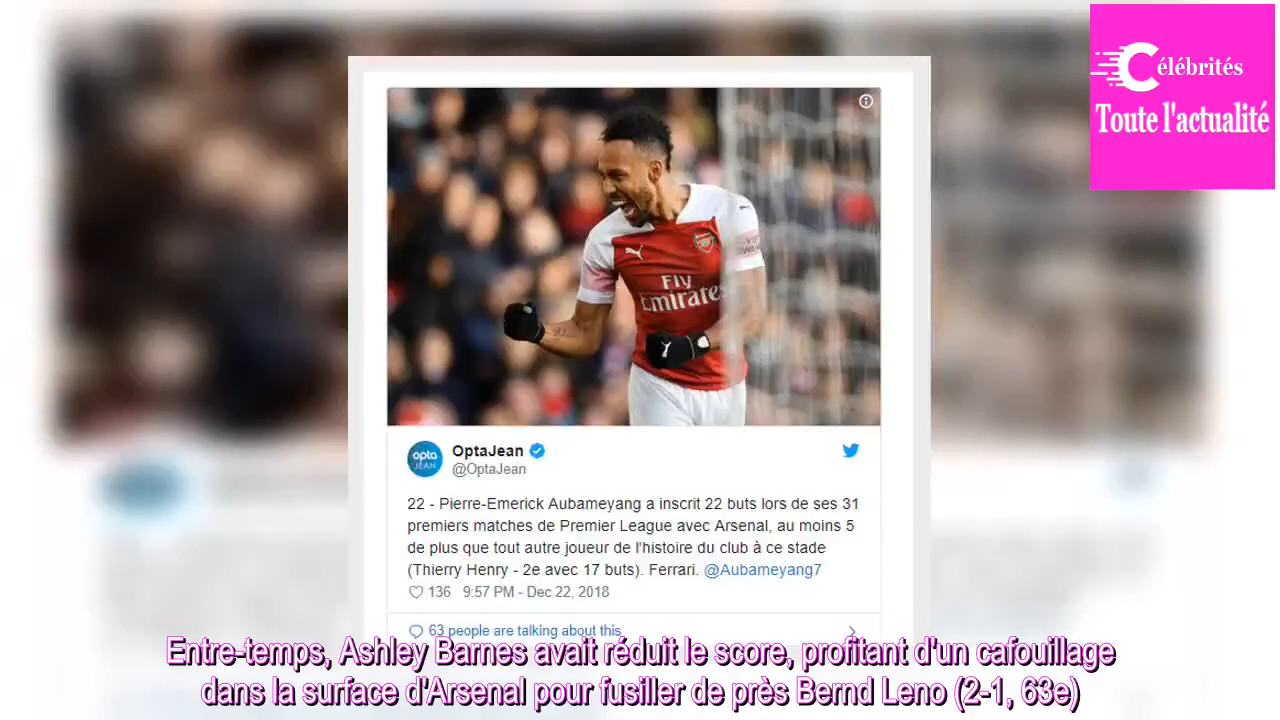 Célébrités
Toute l'actualité
Fly
Emirates
opta
JEAN
OptaJean
@OptaJean
22 - Pierre-Emerick Aubameyang a inscrit 22 buts lors de ses 31
premiers matches de Premier League avec Arsenal, au moins 5
de plus que tout autre joueur de l'histoire du club à ce stade
(Thierry Henry - 2e avec 17 buts). Ferrari. @Aubameyang7
136 9:57 PM - Dec 22, 2018
63 people are talking about this
Entre-temps, Ashley Barnes avait réduit le score, profitant d'un cafouillage
dans la surface d'Arsenal pour fusiller de près Bernd Leno (2-1, 63e)